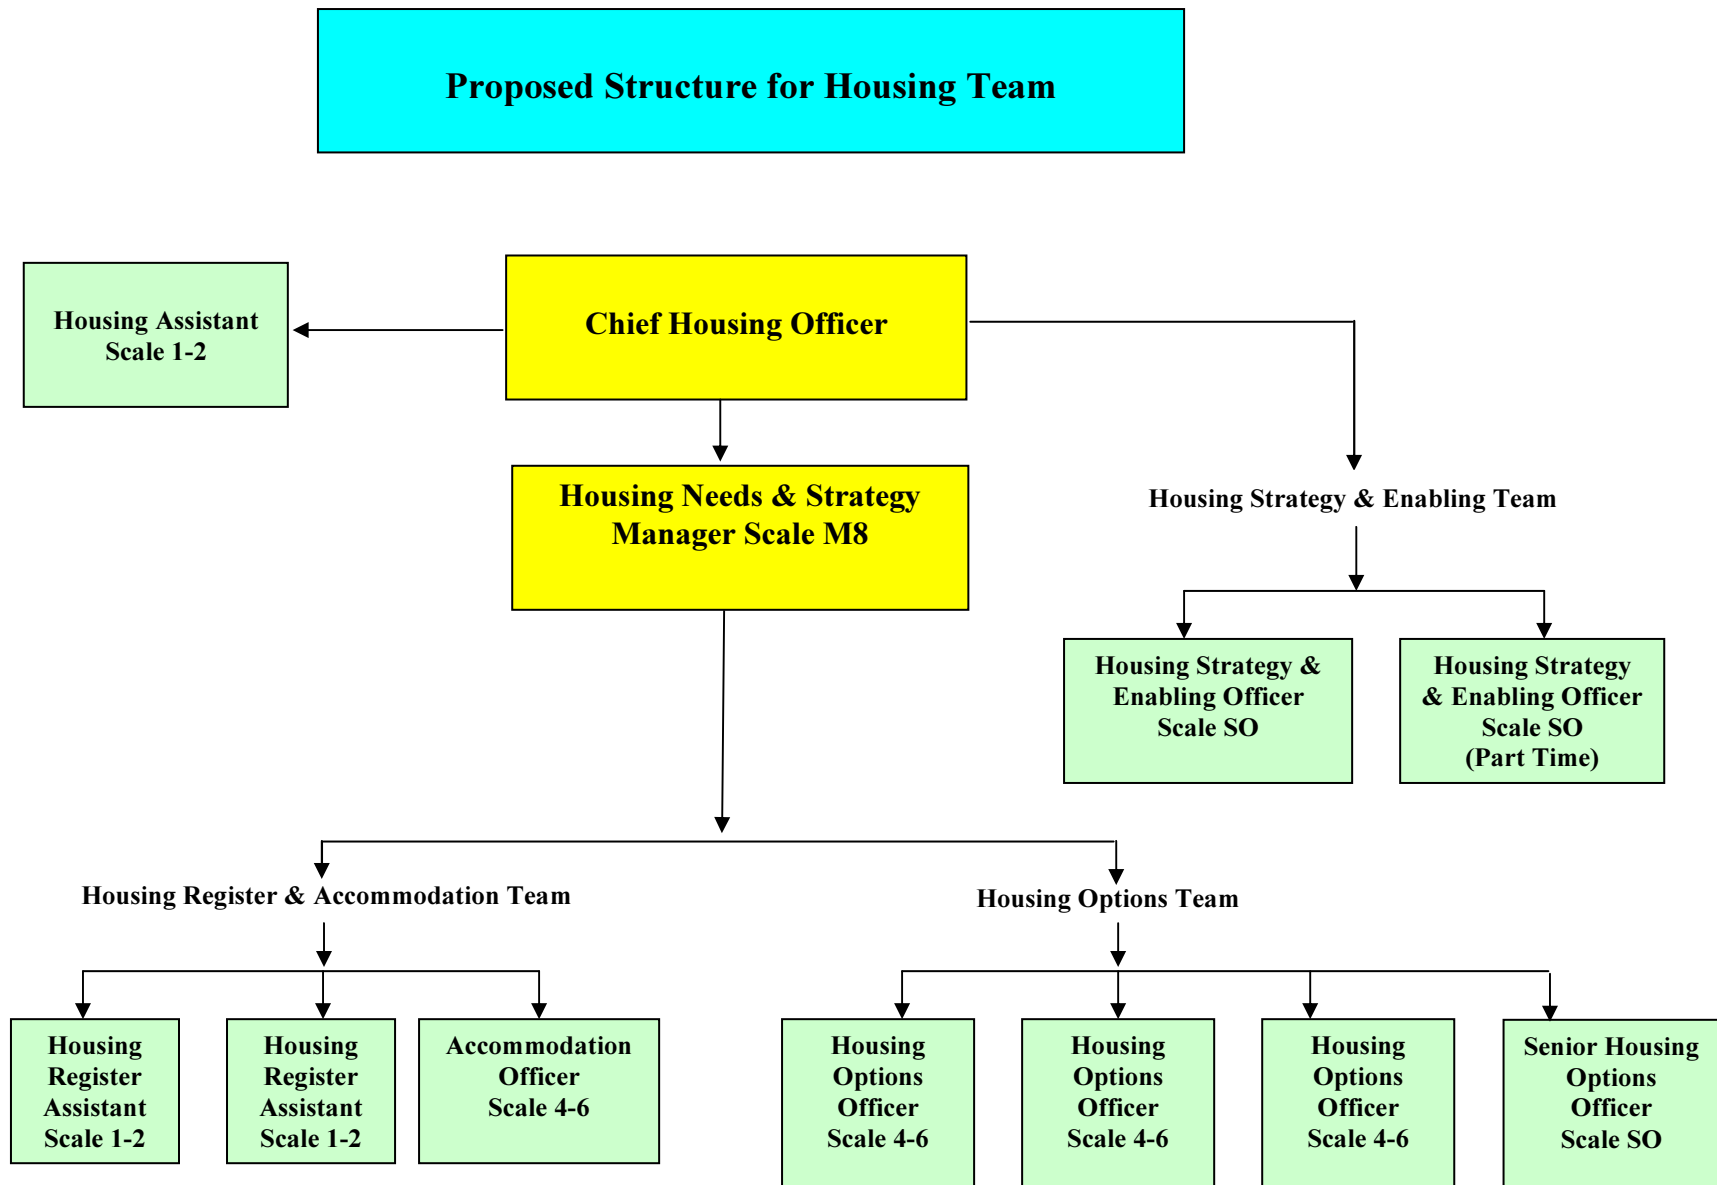 Proposed Structure for Housing Team
Housing Assistant
Scale 1-2
Chief Housing Officer
Housing Needs & Strategy
Manager Scale M8
Housing Strategy & Enabling Team
Housing Strategy &
Enabling Officer
Scale SO
Housing Strategy
& Enabling Officer
Scale SO
(Part Time)
Housing Register & Accommodation Team
Housing Options Team
Housing
Register
Assistant
Scale 1-2
Housing
Register
Assistant
Scale 1-2
Accommodation
Officer
Scale 4-6
Housing
Options
Officer
Scale 4-6
Housing
Options
Officer
Scale 4-6
Housing
Options
Officer
Scale 4-6
Senior Housing
Options
Officer
Scale SO